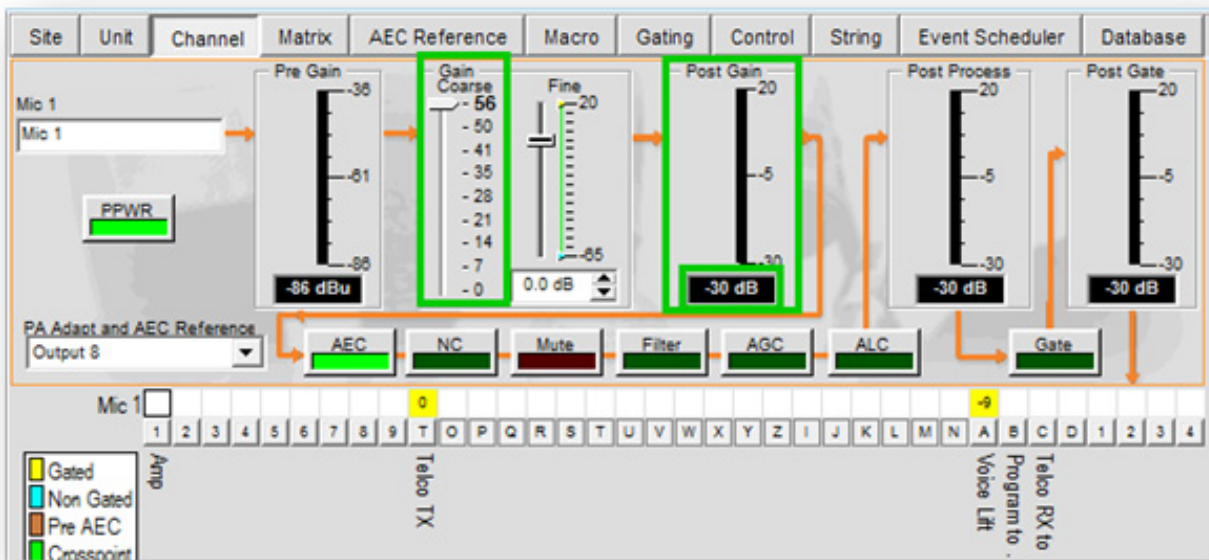 Site Unit Channel Matrix AEC Reference Macro Gating Control String Event Scheduler Database
Pre Gain Gain Post Gain Post Process Post Gate
Coarse Fine
Mic 1
Mic 1
PPWR
-36
-61
-86
-86 dBu
- 56
- 50
- 41
- 35
- 28
- 21
- 14
- 7
- 0
20
-65
0.0 dB
20
-5
-30
-30 dB
20
-5
-30
-30 dB
20
-5
-30
-30 dB
PA Adapt and AEC Reference
Output 8
AEC NC Mute Filter AGC ALC Gate
Mic 1 0 -9
1 2 3 4 5 6 7 8 9 T O P Q R S T U V W X Y Z I J K L M N A B C D 1 2 3 4
Amp
Telco TX
Voice Lift
Program to .
Telco RX to
Gated
Non Gated
Pre AEC
Crosspoint